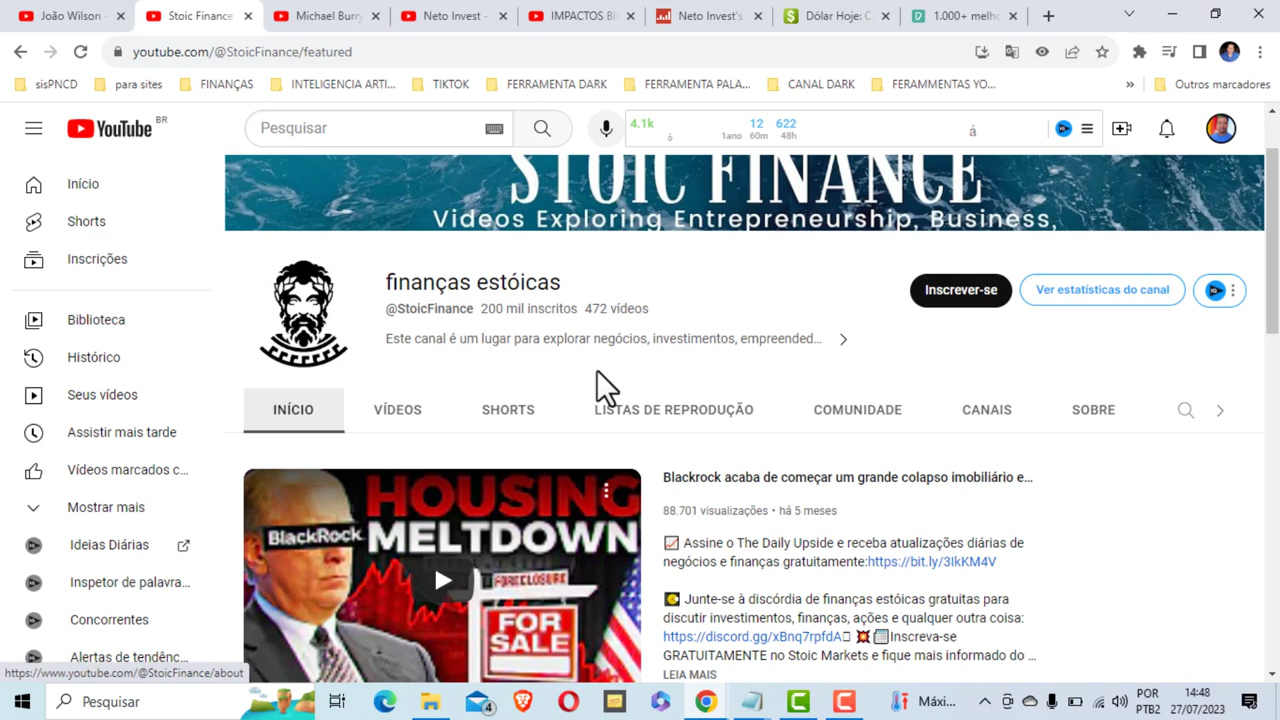 João Wilson -
Stoic Finance
Michael Burry
Neto Invest -
IMPACTOS Bl
Neto Invest's
Dólar Hoje: C
1.000+ melho
youtube.com/@StoicFinance/featured
sisPNCD
para sites
FINANÇAS
INTELIGENCIA ARTI...
TIKTOK
FERRAMENTA DARK
FERRAMENTA PALA...
CANAL DARK
FERAMMENTAS YO...
»
Outros marcadores
YouTube BR
Pesquisar
4.1k
12
622
1ano
60m
48h
á
Início
Shorts
Inscrições
Biblioteca
Histórico
Seus vídeos
Assistir mais tarde
Vídeos marcados c...
Mostrar mais
Ideias Diárias
Inspetor de palavra...
Concorrentes
Alertas de tendênc...
STOIC FINANCE
Videos Exploring Entrepreneurship, Business,
finanças estóicas
@StoicFinance 200 mil inscritos 472 vídeos
Este canal é um lugar para explorar negócios, investimentos, empreended...
Inscrever-se
Ver estatísticas do canal
INÍCIO
VÍDEOS
SHORTS
LISTAS DE REPRODUÇÃO
COMUNIDADE
CANAIS
SOBRE
HOUSING
MELTDOWN
BlackRock
FORECLOSURE
FOR
SALE
Blackrock acaba de começar um grande colapso imobiliário e...
88.701 visualizações • há 5 meses
Assine o The Daily Upside e receba atualizações diárias de
negócios e finanças gratuitamente:https://bit.ly/3IkKM4V
Junte-se à discórdia de finanças estóicas gratuitas para
discutir investimentos, finanças, ações e qualquer outra coisa:
https://discord.gg/xBnq7rpfdA Inscreva-se
GRATUITAMENTE no Stoic Markets e fique mais informado do ...
LEIA MAIS
https://www.youtube.com/@StoicFinance/about
Pesquisar
4
Máxi...
POR
PTB2
14:48
27/07/2023